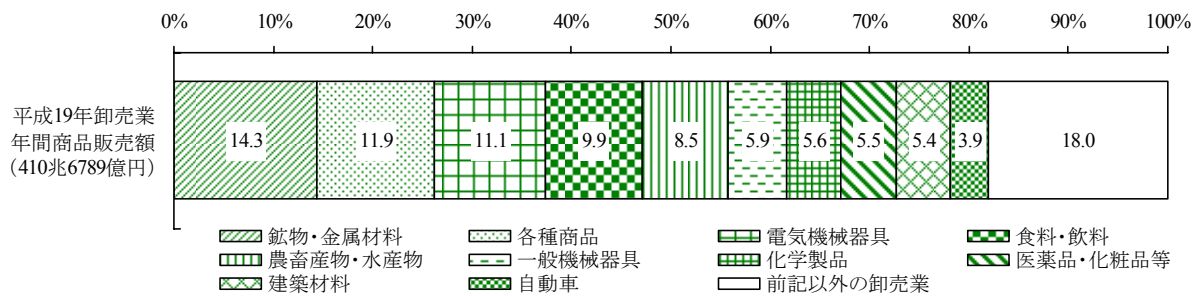 0% 10% 20% 30% 40% 50% 60% 70% 80% 90% 100%
平成19年卸売業
年間商品販売額
(410兆6789億円)
14.3 11.9 11.1 9.9 8.5 5.9 5.6 5.5 5.4 3.9 18.0
鉱物・金属材料 各種商品 電気機械器具 食料・飲料
農畜産物・水産物 一般機械器具 化学製品 医薬品・化粧品等
建築材料 自動車 前記以外の卸売業